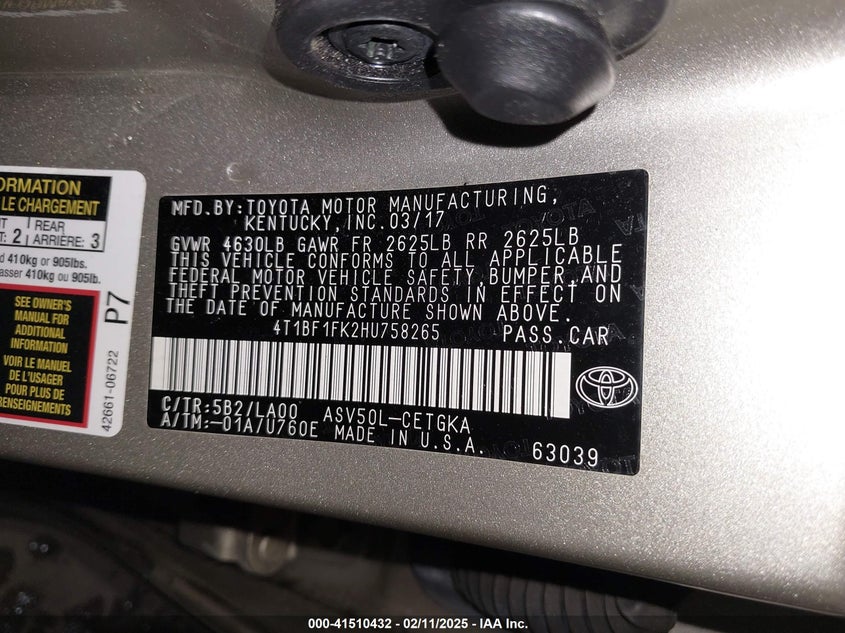 ORMATION
LE CHARGEMENT
2
REAR
ARRIÈRE: 3
410kg or 905lbs.
asser 410kg ou 905lb.
SEE OWNER'S
MANUAL FOR
ADDITIONAL
INFORMATION
VOIR LE MANUEL
DE L'USAGER
POUR PLUS DE
RENSEIGNEMENTS
P7
42661-06722
MFD.BY:TOYOTA MOTOR MANUFACTURING,
KENTUCKY,INC.03/17
GVWR 4630LB GAWR FR 2625LB RR 2625LB
THIS VEHICLE CONFORMS TO ALL APPLICABLE
FEDERAL MOTOR VEHICLE SAFETY,BUMPER,AND
THEFT PREVENTION STANDARDS IN EFFECT ON
THE DATE OF MANUFACTURE SHOWN ABOVE.
4T1BF1FK2HU758265 PASS.CAR
C/TR:5B2/LA00 ASV50L-CETGKA
A/TM:-01A/U760E MADE IN U.S.A.
63039
000-41510432 - 02/11/2025 - IAA Inc.